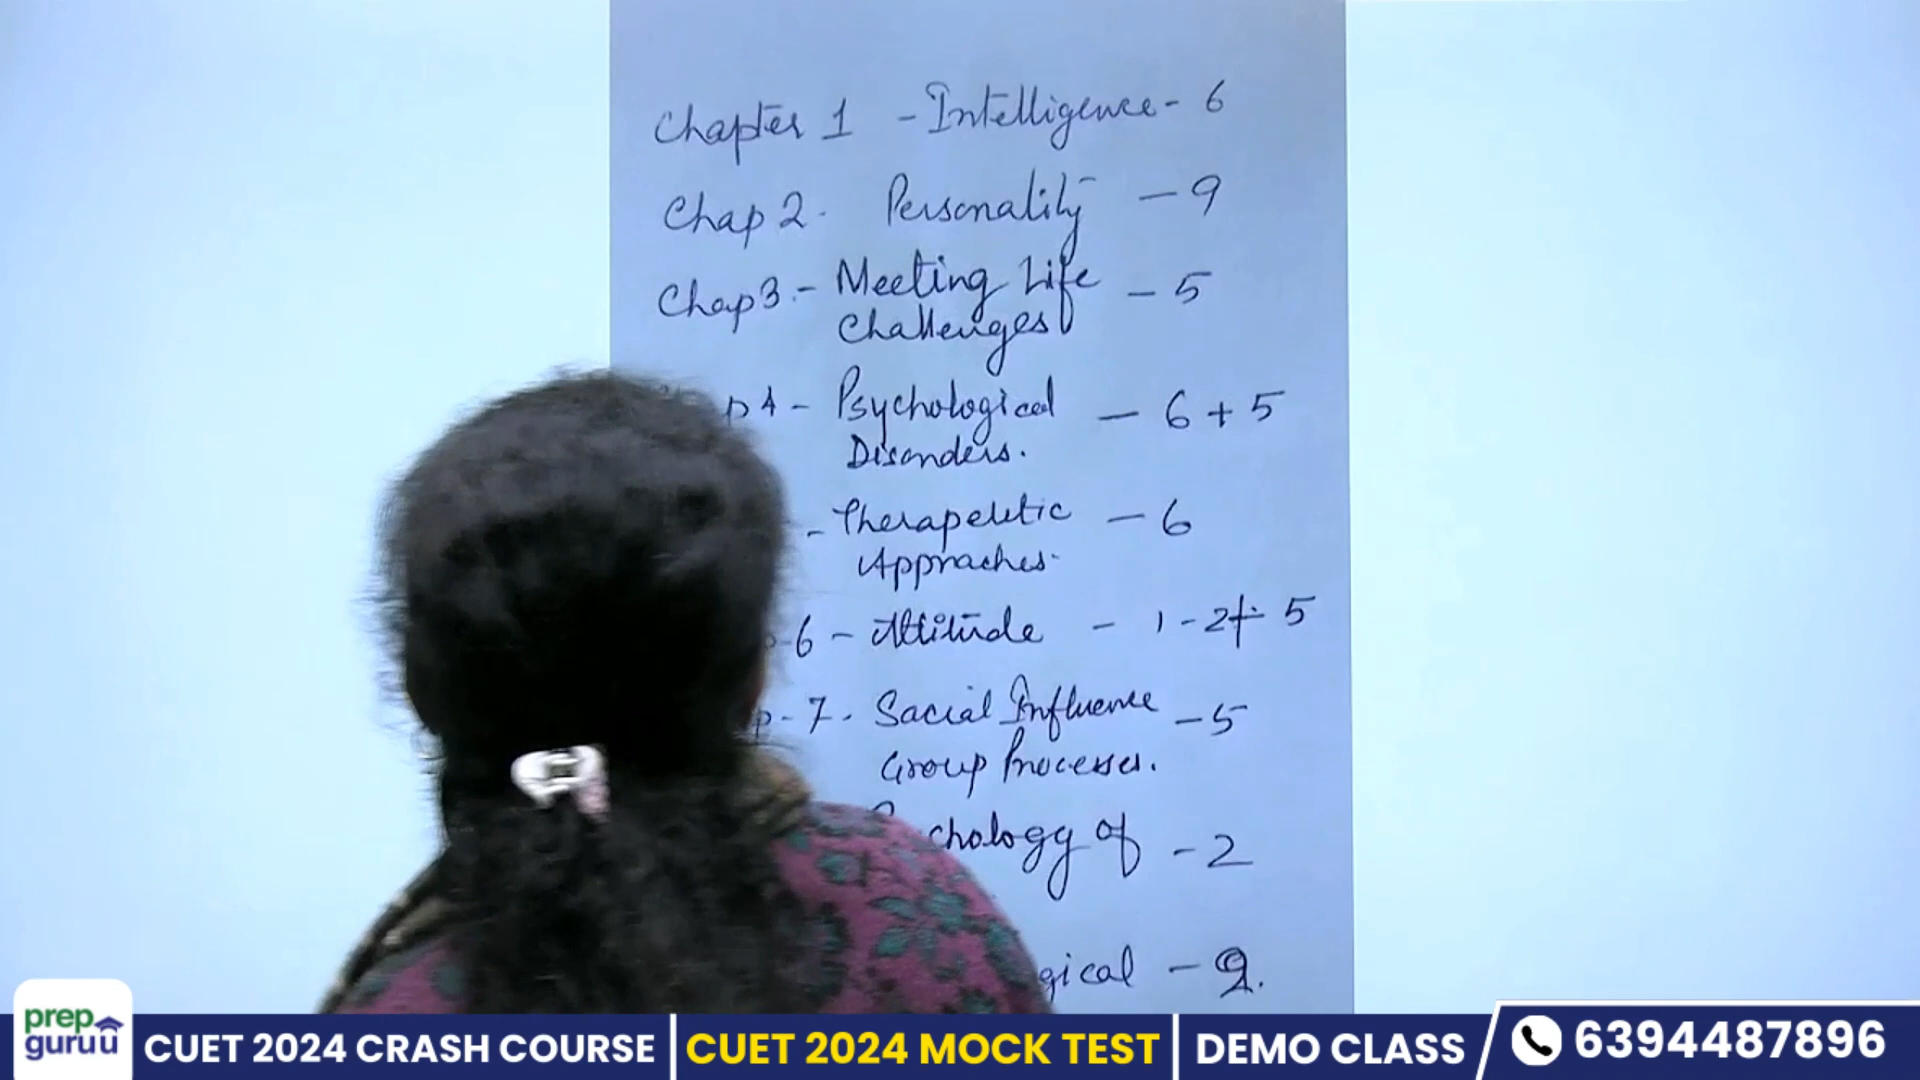 Chapter 1 - Intelligence - 6
Chap 2. Personality - 9
Chap 3. - Meeting Life - 5
Challenges
p 4 - Psychological - 6 + 5
Disorders.
- Therapeutic - 6
Approaches.
6 - Attitude - 1 - 2 + 5
p - 7. Social Influence - 5
Group Processes.
chology of - 2
gical -
prep
guruu
CUET 2024 CRASH COURSE
CUET 2024 MOCK TEST
DEMO CLASS
6394487896